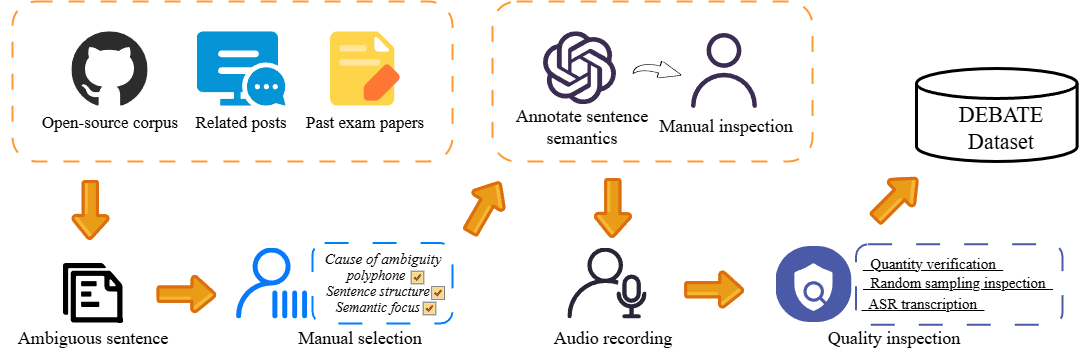 Open-source corpus
Related posts
Past exam papers
Ambiguous sentence
Cause of ambiguity
polyphone
Sentence structure
Semantic focus
Manual selection
Annotate sentence
semantics
Manual inspection
Audio recording
Quantity verification
Random sampling inspection
ASR transcription
Quality inspection
DEBATE
Dataset